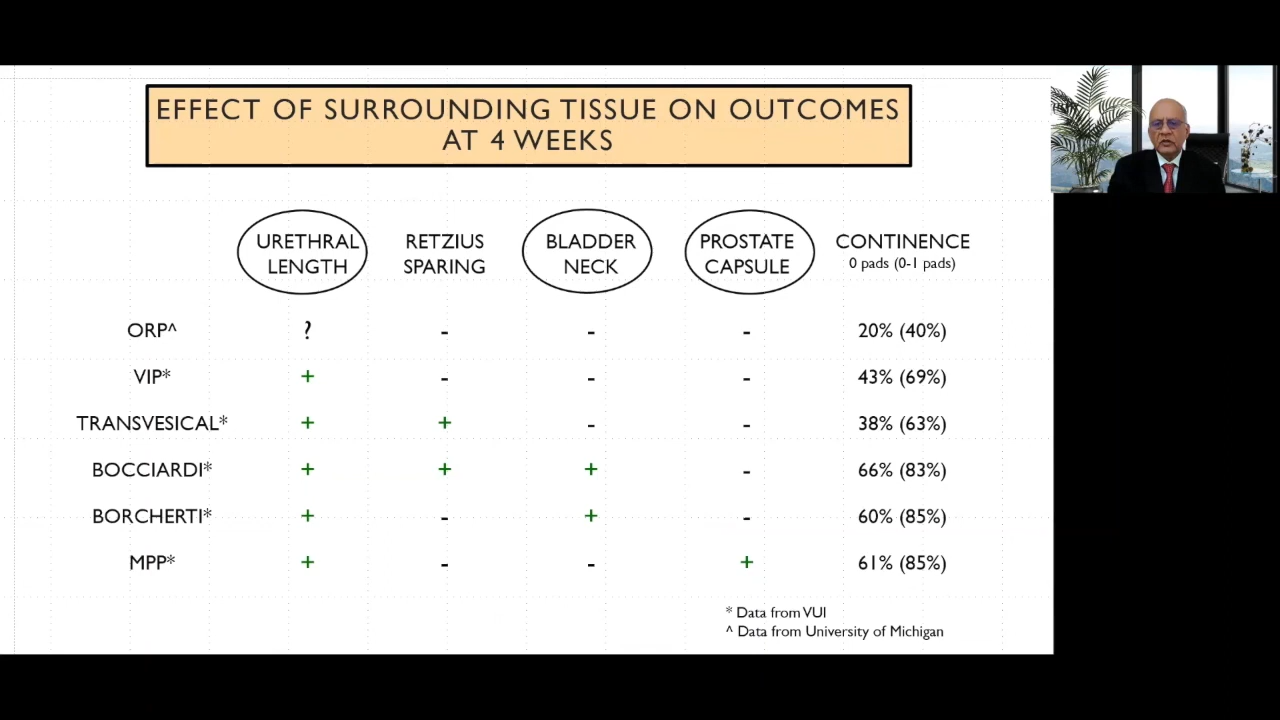 EFFECT OF SURROUNDING TISSUE ON OUTCOMES
AT 4 WEEKS
URETHRAL LENGTH RETZIUS SPARING BLADDER NECK PROSTATE CAPSULE CONTINENCE 0 pads (0-1 pads)
ORP^ ? - - - 20% (40%)
VIP* + - - - 43% (69%)
TRANSVESICAL* + + - - 38% (63%)
BOCCIARDI* + + + - 66% (83%)
BORCHERTI* + - + - 60% (85%)
MPP* + - - + 61% (85%)
* Data from VUI
^ Data from University of Michigan